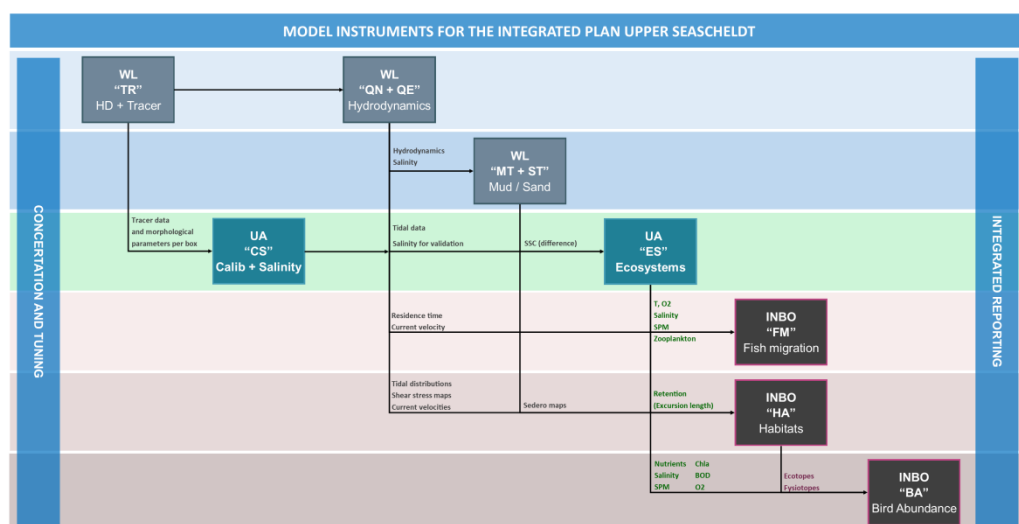 MODEL INSTRUMENTS FOR THE INTEGRATED PLAN UPPER SEASCHELDT
CONCERTATION AND TUNING
INTEGRATED REPORTING
WL
"TR"
HD + Tracer
WL
"QN + QE"
Hydrodynamics
Hydrodynamics
Salinity
WL
"MT + ST"
Mud / Sand
Tracer data
and morphological
parameters per box
UA
"CS"
Calib + Salinity
Tidal data
Salinity for validation
SSC (difference)
UA
"ES"
Ecosystems
Residence time
Current velocity
T, O2
Salinity
SPM
Zooplankton
INBO
"FM"
Fish migration
Tidal distributions
Shear stress maps
Current velocities
Sedero maps
Retention
(Excursion length)
INBO
"HA"
Habitats
Nutrients Chla
Salinity BOD
SPM O2
Ecotopes
Fysiotopes
INBO
"BA"
Bird Abundance